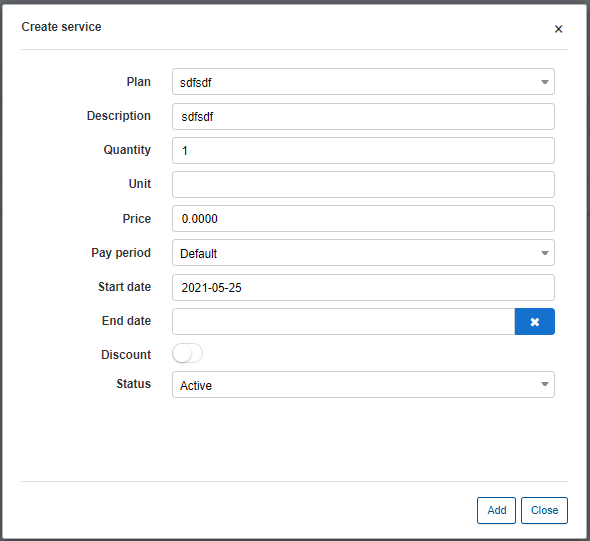 Create service
×
Plan sdfsdf
Description sdfsdf
Quantity 1
Unit
Price 0.0000
Pay period Default
Start date 2021-05-25
End date
Discount
Status Active
Add Close